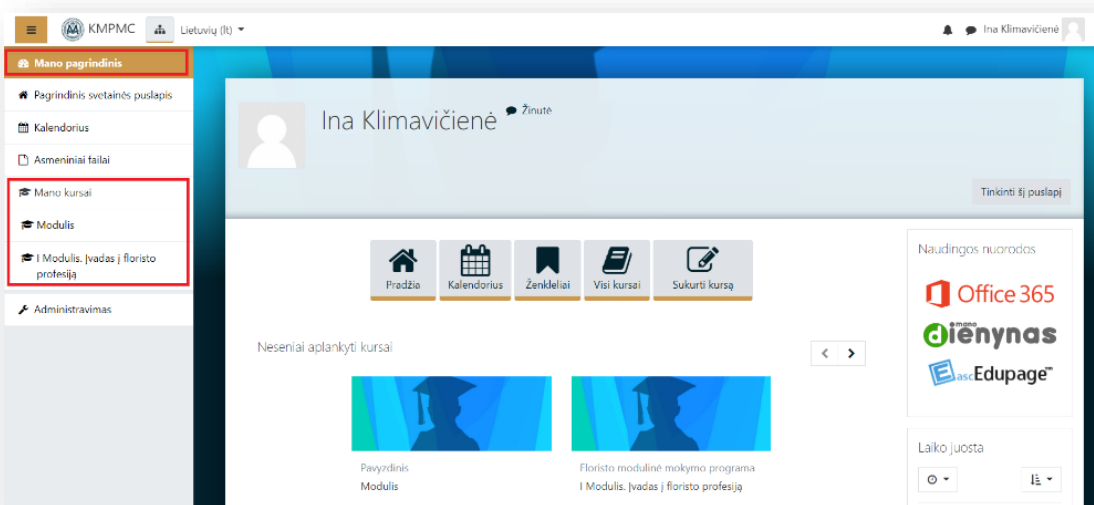 KMPMC
Lietuvių (lt)
Ina Klimavičienė
Mano pagrindinis
Pagrindinis svetainės puslapis
Kalendorius
Asmeniniai failai
Mano kursai
Modulis
I Modulis. Įvadas į floristo
profesiją
Administravimas
Ina Klimavičienė
Žinutė
Tinkinti šį puslapį
Pradžia
Kalendorius
Ženkleliai
Visi kursai
Sukurti kursą
Neseniai aplankyti kursai
Pavyzdinis
Modulis
Floristo modulinė mokymo programa
I Modulis. Įvadas į floristo profesiją
Naudingos nuorodos
Office 365
mano
dienynas
ascEdupage™
Laiko juosta